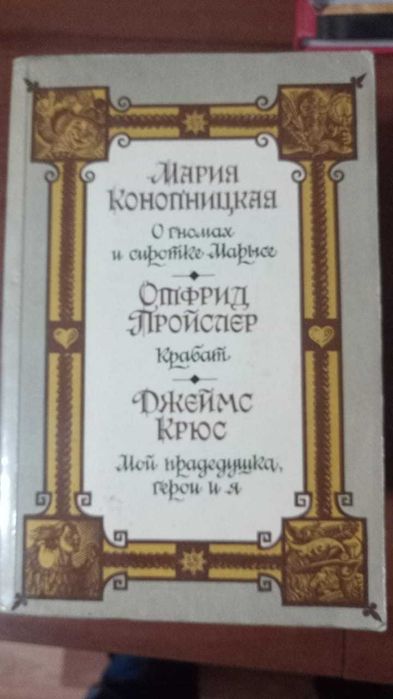 Мария
Конопницкая
О гномах
и сиротке Марысе
Отфрид
Пройслер
Крабат
Джеймс
Крюс
Мой прадедушка,
герои и я